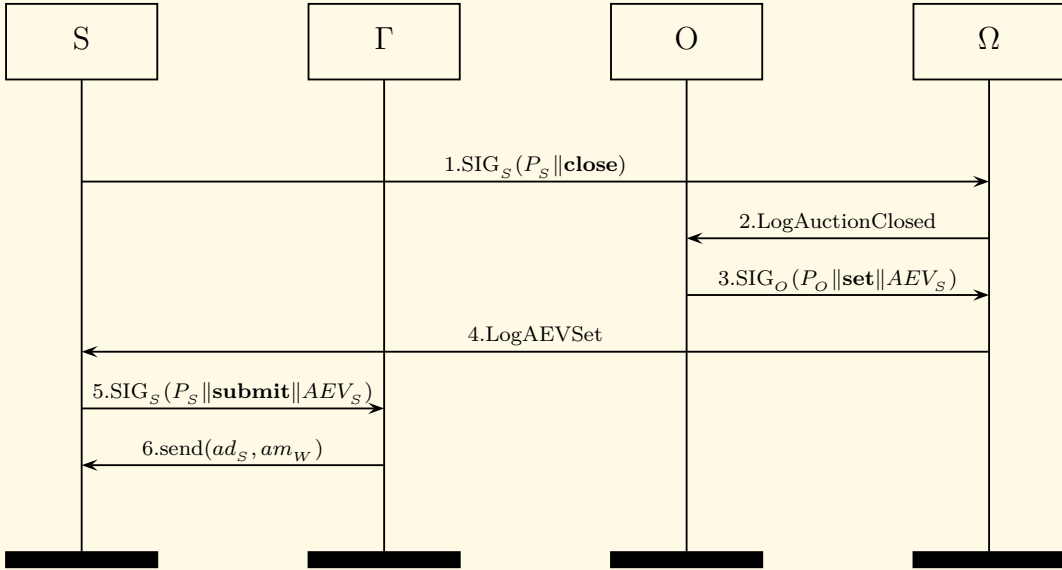 S Γ O Ω
1.SIG_S(P_S‖close)
2.LogAuctionClosed
3.SIG_O(P_O‖set‖AEV_S)
4.LogAEVSet
5.SIG_S(P_S‖submit‖AEV_S)
6.send(ad_S, am_W)